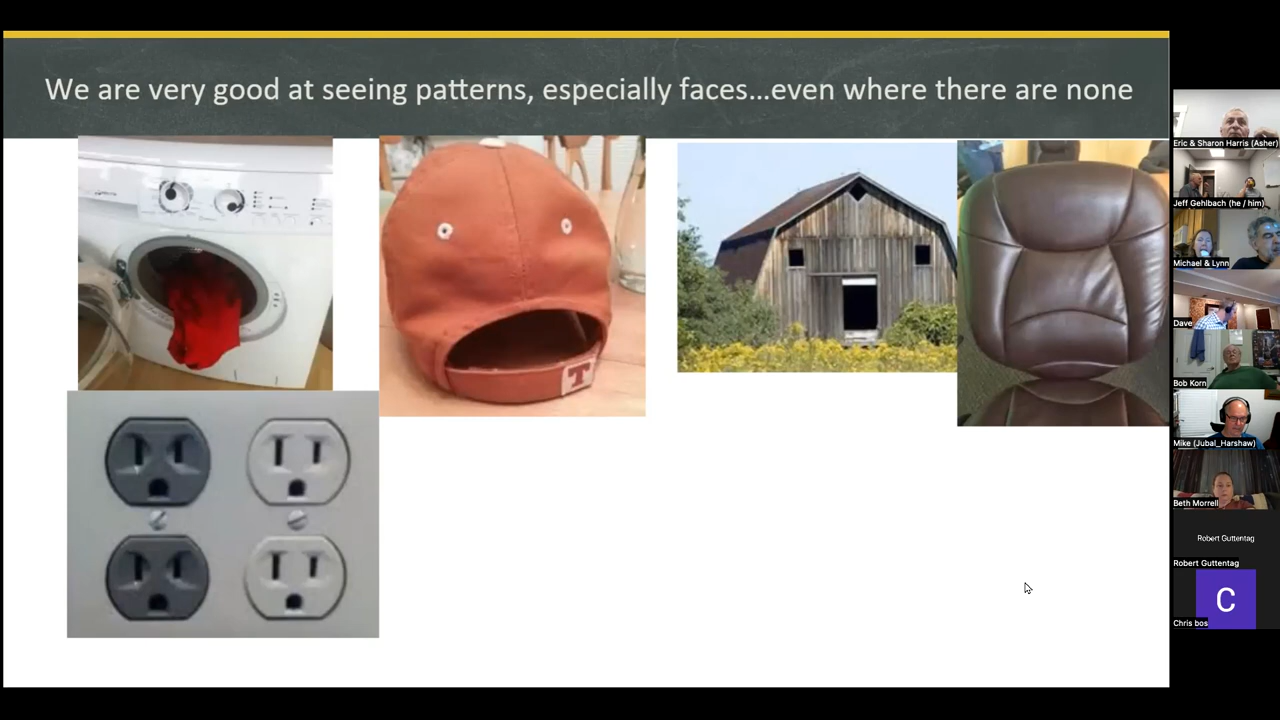 We are very good at seeing patterns, especially faces...even where there are none
T
Eric & Sharon Harris (Asher)
Jeff Gehlbach (he / him)
Michael & Lynn
Dave
Bob Korn
Mike (Jubal_Harshaw)
Beth Morrell
Robert Guttentag
Robert Guttentag
C
Chris bos